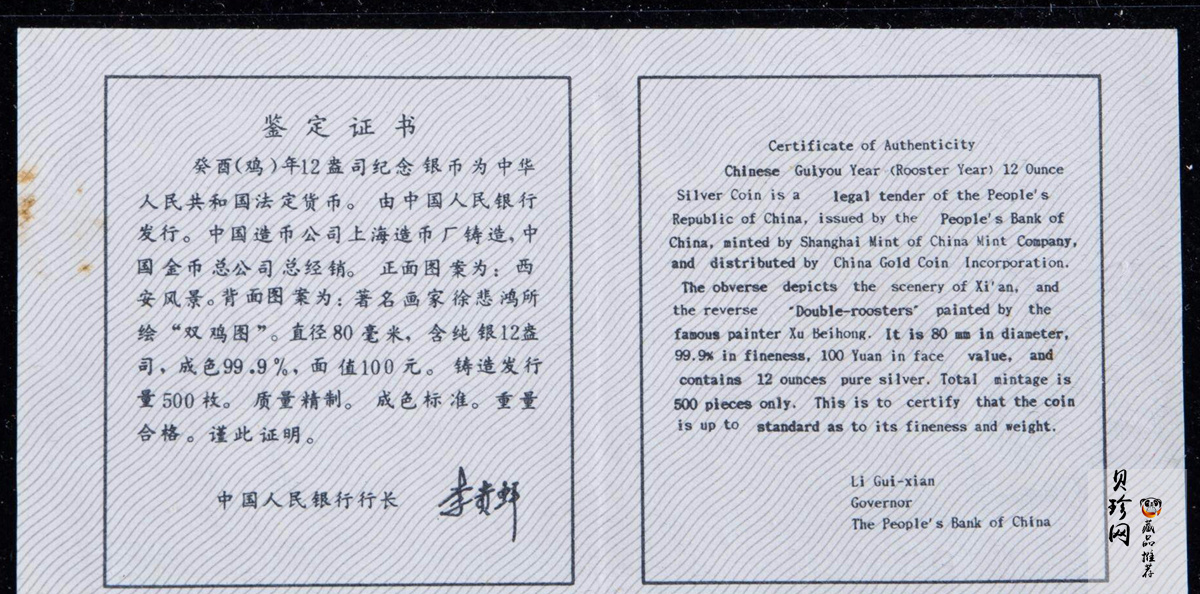 鉴定证书
癸酉(鸡)年12盎司纪念银币为中华
人民共和国法定货币。由中国人民银行
发行。中国造币公司上海造币厂铸造,中
国金币总公司总经销。正面图案为:西
安风景。背面图案为:著名画家徐悲鸿所
绘“双鸡图”。直径80毫米,含纯银12盎
司,成色99.9%,面值100元。铸造发行
量500枚。质量精制。成色标准。重量
合格。谨此证明。
中国人民银行行长 李贵鲜
Certificate of Authenticity
Chinese Guiyou Year (Rooster Year) 12 Ounce
Silver Coin is a legal tender of the People's
Republic of China, issued by the People's Bank of
China, minted by Shanghai Mint of China Mint Company,
and distributed by China Gold Coin Incorporation.
The obverse depicts the scenery of Xi'an, and
the reverse "Double-roosters" painted by the
famous painter Xu Beihong. It is 80 mm in diameter,
99.9% in fineness, 100 Yuan in face value, and
contains 12 ounces pure silver. Total mintage is
500 pieces only. This is to certify that the coin
is up to standard as to its fineness and weight.
Li Gui-xian
Governor
The People's Bank of China
贝珍网
藏品推荐